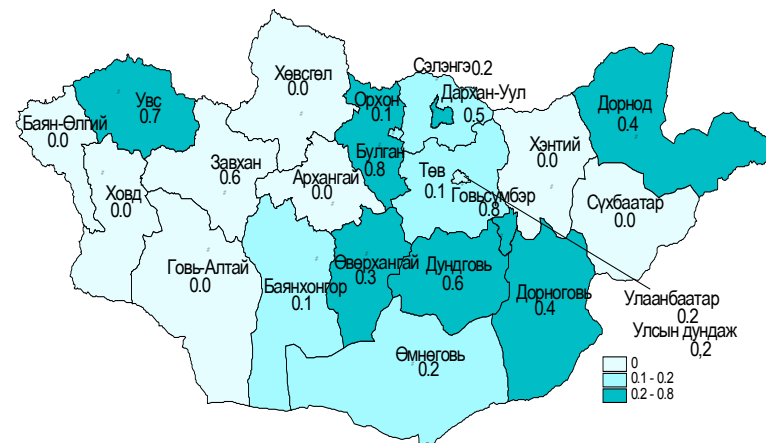 Сэлэнгэ0.2
Хөвсгөл
0.0
Дархан-Уул
0.5
Увс
0.7
Орхон
0.1
Дорнод
0.4
Баян-Өлгий
0.0
Булган
0.8
Хэнтий
0.0
Завхан
0.6
Архангай
0.0
Төв
0.1
Ховд
0.0
Говьсүмбэр
0.8
Сүхбаатар
0.0
Говь-Алтай
0.0
Баянхонгор
0.1
Өвөрхангай
0.3
Дундговь
0.6
Дорноговь
0.4
Улаанбаатар
0.2
Улсын дундаж
0,2
Өмнөговь
0.2
0
0.1 - 0.2
0.2 - 0.8